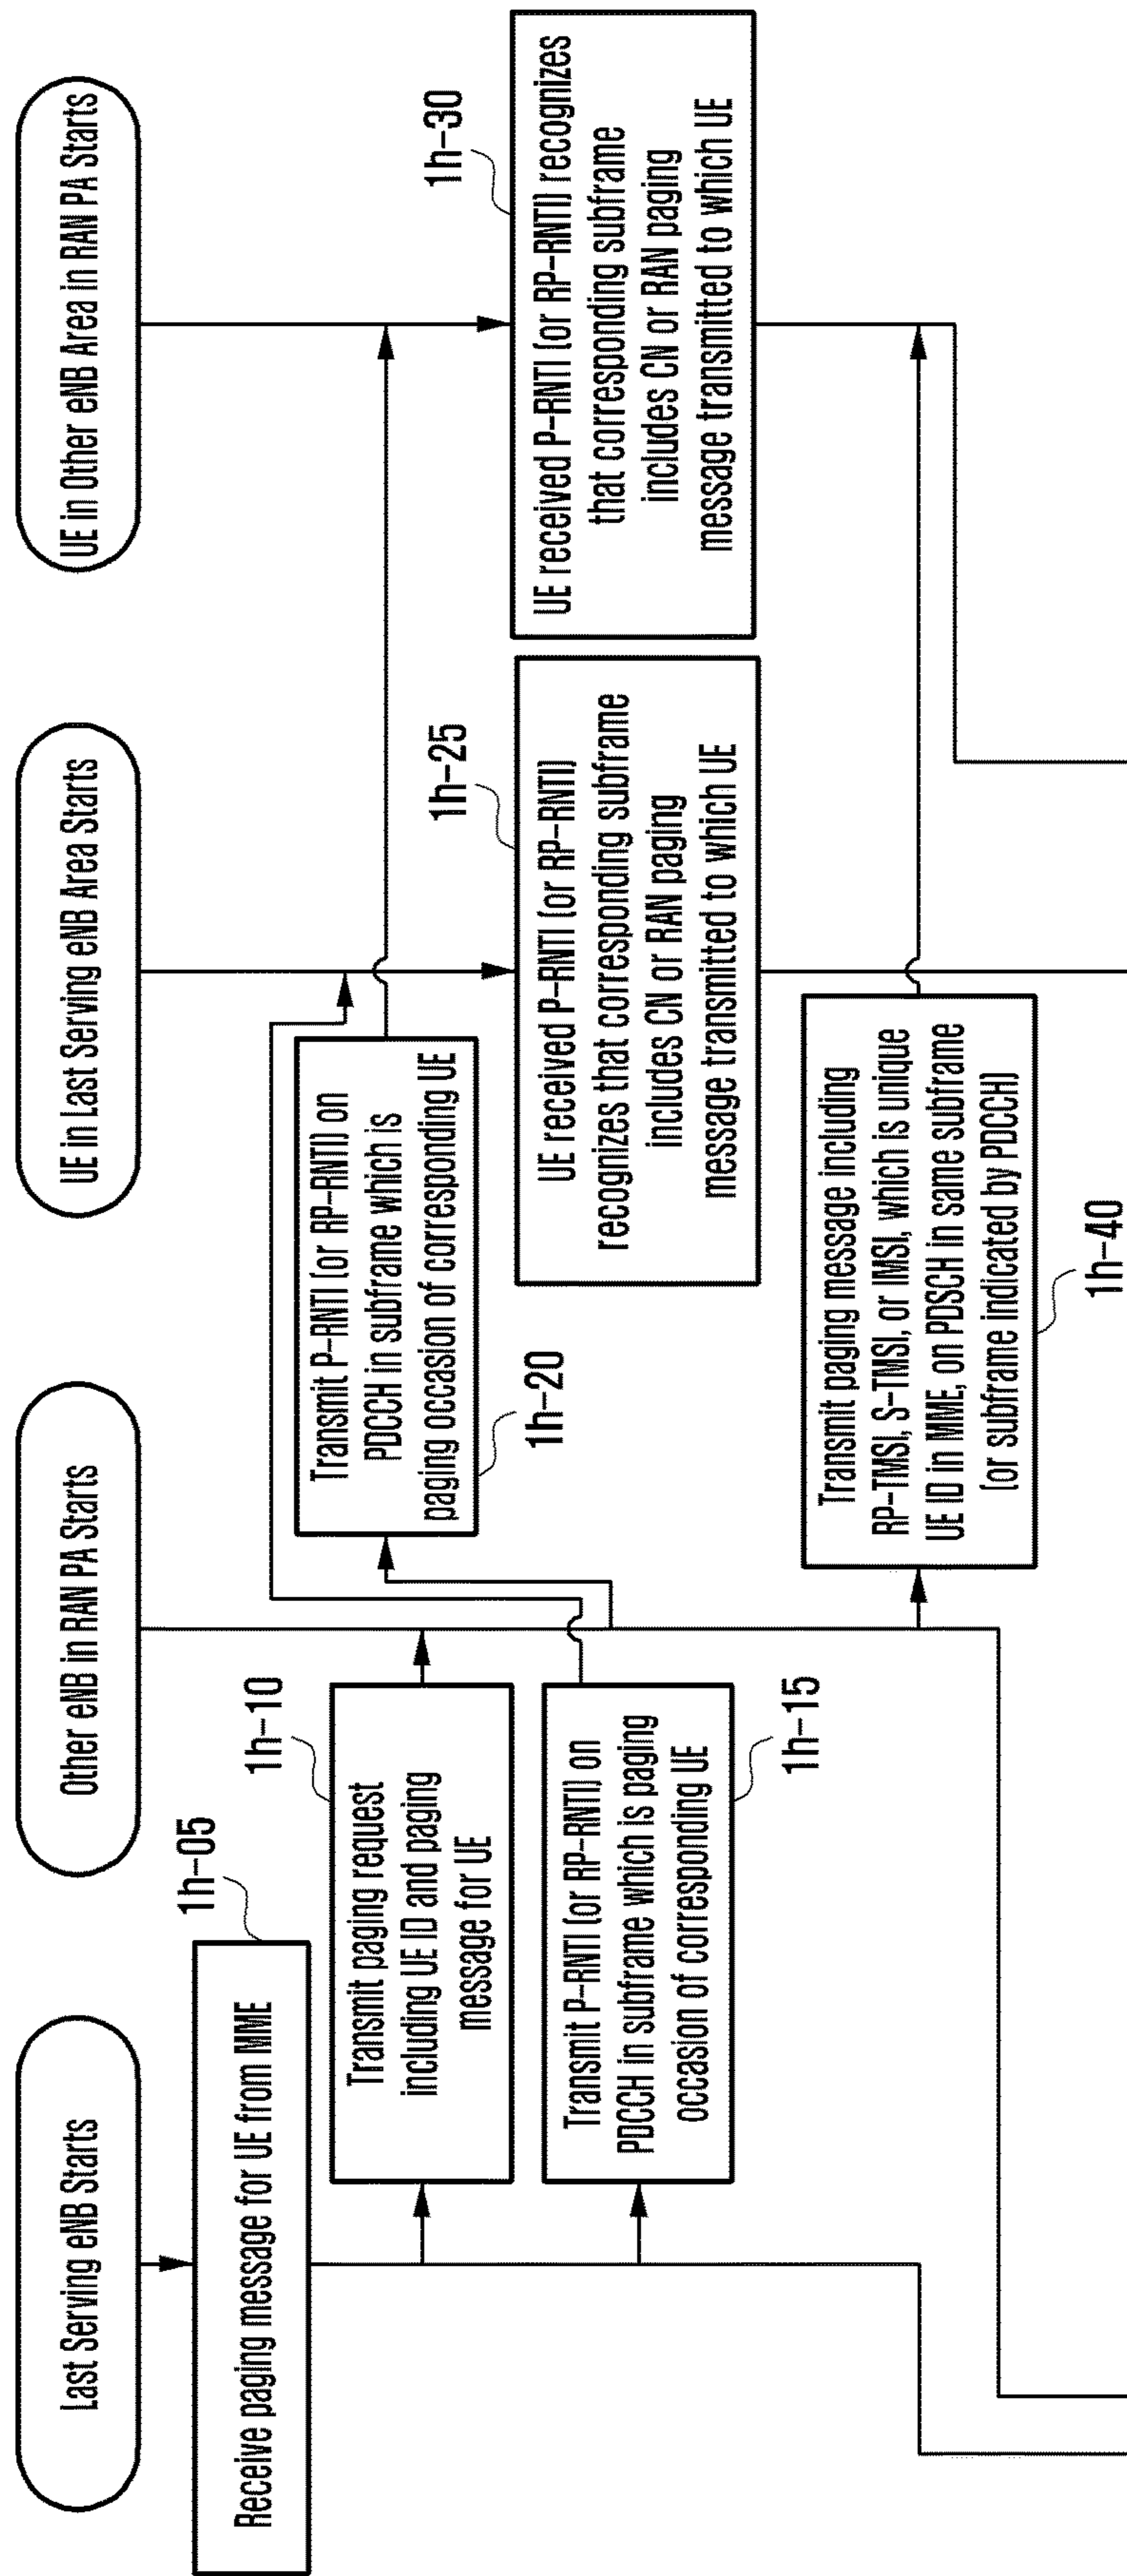 Last Serving eNB Starts
Other eNB in RAN PA Starts
UE in Last Serving eNB Area Starts
UE in Other eNB Area in RAN PA Starts
1h-05
Receive paging message for UE from MME
1h-10
Transmit paging request
including UE ID and paging
message for UE
Transmit P-RNTI (or RP-RNTI) on
PDCCH in subframe which is paging
occasion of corresponding UE
1h-15
Transmit P-RNTI (or RP-RNTI) on
PDCCH in subframe which is
paging occasion of corresponding UE
1h-20
1h-25
UE received P-RNTI (or RP-RNTI)
recognizes that corresponding subframe
includes CN or RAN paging
message transmitted to which UE
1h-30
UE received P-RNTI (or RP-RNTI) recognizes
that corresponding subframe
includes CN or RAN paging
message transmitted to which UE
Transmit paging message including
RP-TMSI, S-TMSI, or IMSI, which is unique
UE ID in MME, on PDSCH in same subframe
(or subframe indicated by PDCCH)
1h-40